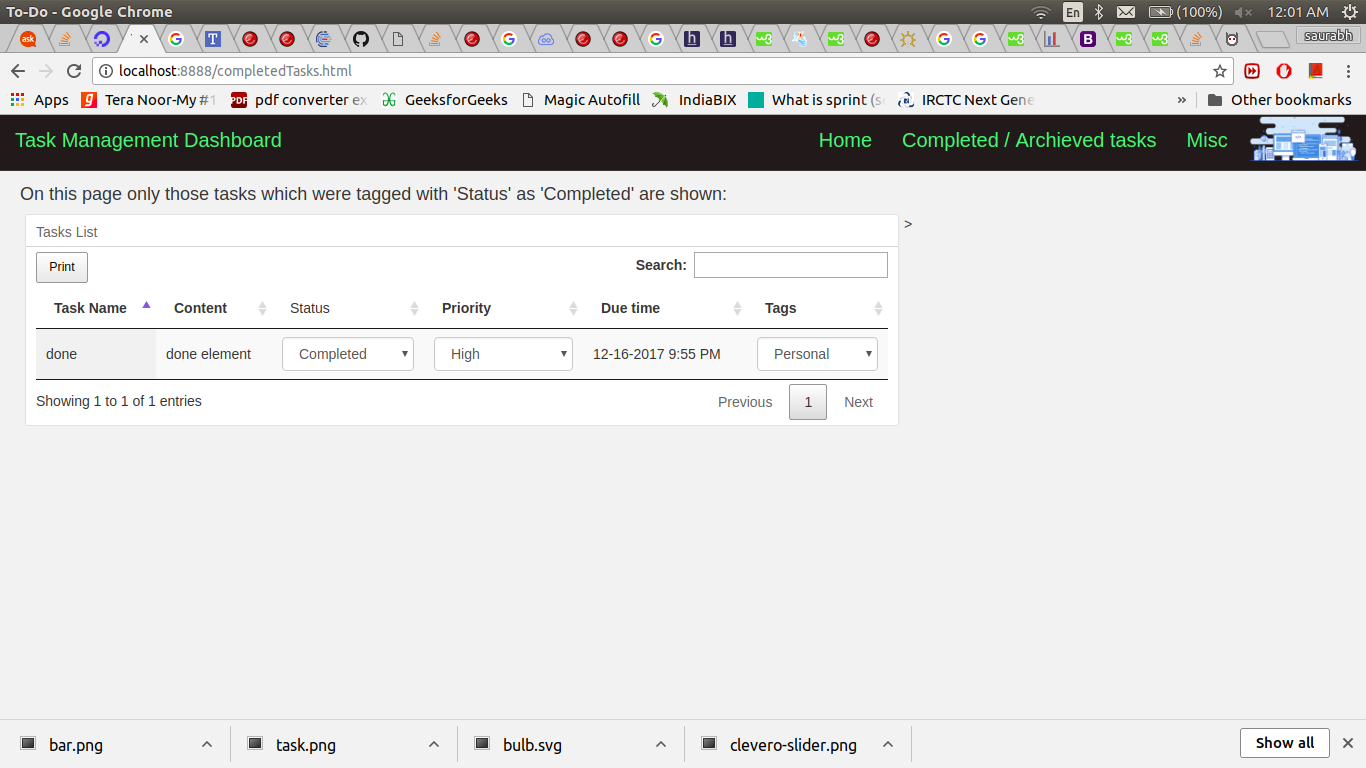 To-Do - Google Chrome
En (100%) 12:01 AM
saurabh
localhost:8888/completedTasks.html
Apps Tera Noor-My #1 pdf converter ex GeeksforGeeks Magic Autofill IndiaBIX What is sprint (s IRCTC Next Gene » Other bookmarks
Task Management Dashboard Home Completed / Archieved tasks Misc
On this page only those tasks which were tagged with 'Status' as 'Completed' are shown:
Tasks List >
Print Search:
Task Name Content Status Priority Due time Tags
done done element Completed High 12-16-2017 9:55 PM Personal
Showing 1 to 1 of 1 entries Previous 1 Next
bar.png task.png bulb.svg clevero-slider.png Show all